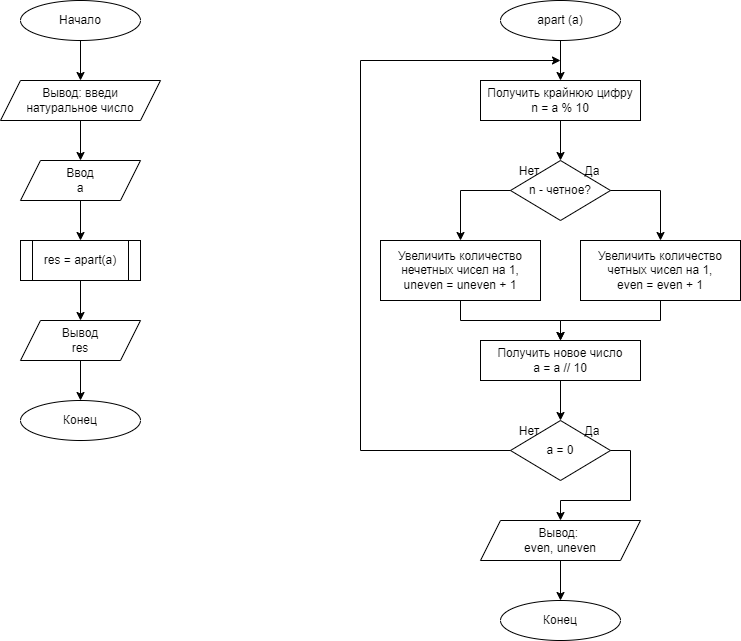 Начало
Вывод: введи
натуральное число
Ввод
a
res = apart(a)
Вывод
res
Конец
apart (a)
Получить крайнюю цифру
n = a % 10
Нет
Да
n - четное?
Увеличить количество
нечетных чисел на 1,
uneven = uneven + 1
Увеличить количество
четных чисел на 1,
even = even + 1
Получить новое число
a = a // 10
Нет
Да
a = 0
Вывод:
even, uneven
Конец